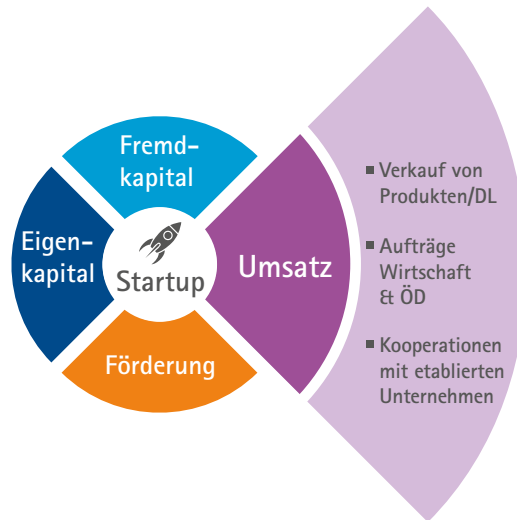 Fremd-
kapital
Eigen-
kapital
Startup
Umsatz
Förderung
▪ Verkauf von
Produkten/DL
▪ Aufträge
Wirtschaft
& ÖD
▪ Kooperationen
mit etablierten
Unternehmen